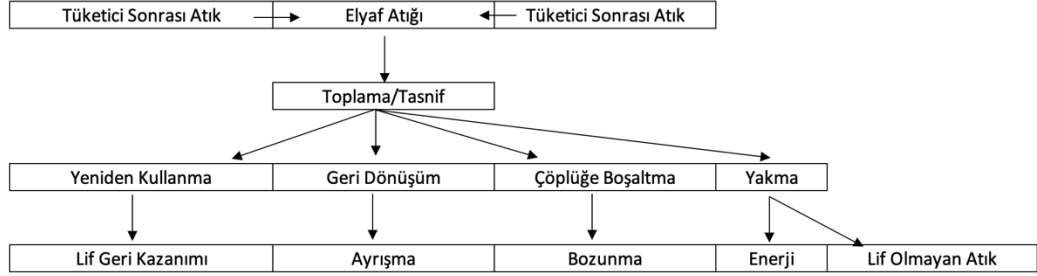 Tüketici Sonrası Atık Elyaf Atığı Tüketici Sonrası Atık
Toplama/Tasnif
Yeniden Kullanma Geri Dönüşüm Çöplüğe Boşaltma Yakma
Lif Geri Kazanımı Ayrışma Bozunma Enerji Lif Olmayan Atık